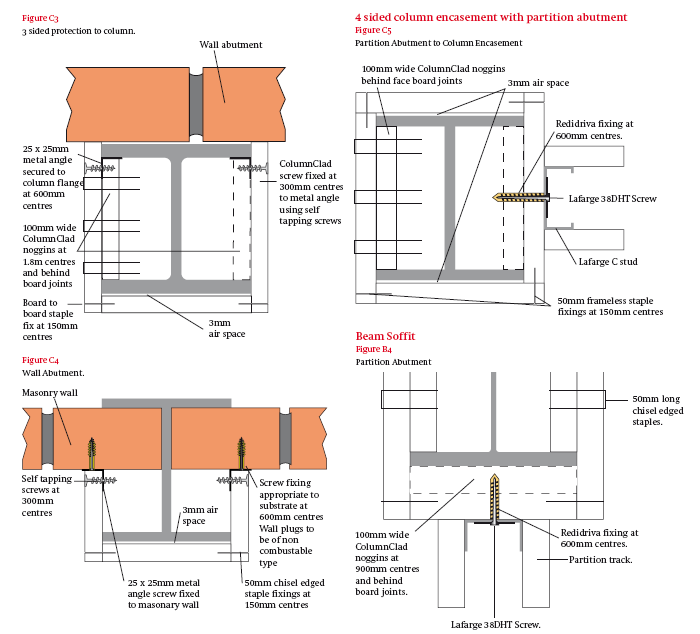 Figure C3
3 sided protection to column.
Wall abutment
25 x 25mm
metal angle
secured to
column flange
at 600mm
centres
100mm wide
ColumnClad
noggins at
1.8m centres
and behind
board joints
Board to
board staple
fix at 150mm
centres
ColumnClad
screw fixed at
300mm centres
to metal angle
using self
tapping screws
3mm
air space
Figure C4
Wall Abutment.
Masonry wall
Self tapping
screws at
300mm
centres
3mm air
space
Screw fixing
appropriate to
substrate at
600mm centres
Wall plugs to
be of non
combustable
type
25 x 25mm metal
angle screw fixed
to masonry wall
50mm chisel edged
staple fixings at
150mm centres
4 sided column encasement with partition abutment
Figure C5
Partition Abutment to Column Encasement
100mm wide ColumnClad noggins
behind face board joints
3mm air space
Redidriva fixing at
600mm centres.
Lafarge 38DHT Screw
Lafarge C stud
50mm frameless staple
fixings at 150mm centres
Beam Soffit
Figure B4
Partition Abutment
50mm long
chisel edged
staples.
100mm wide
ColumnClad
noggins at
900mm centres
and behind
board joints.
Redidriva fixing at
600mm centres.
Partition track.
Lafarge 38DHT Screw.